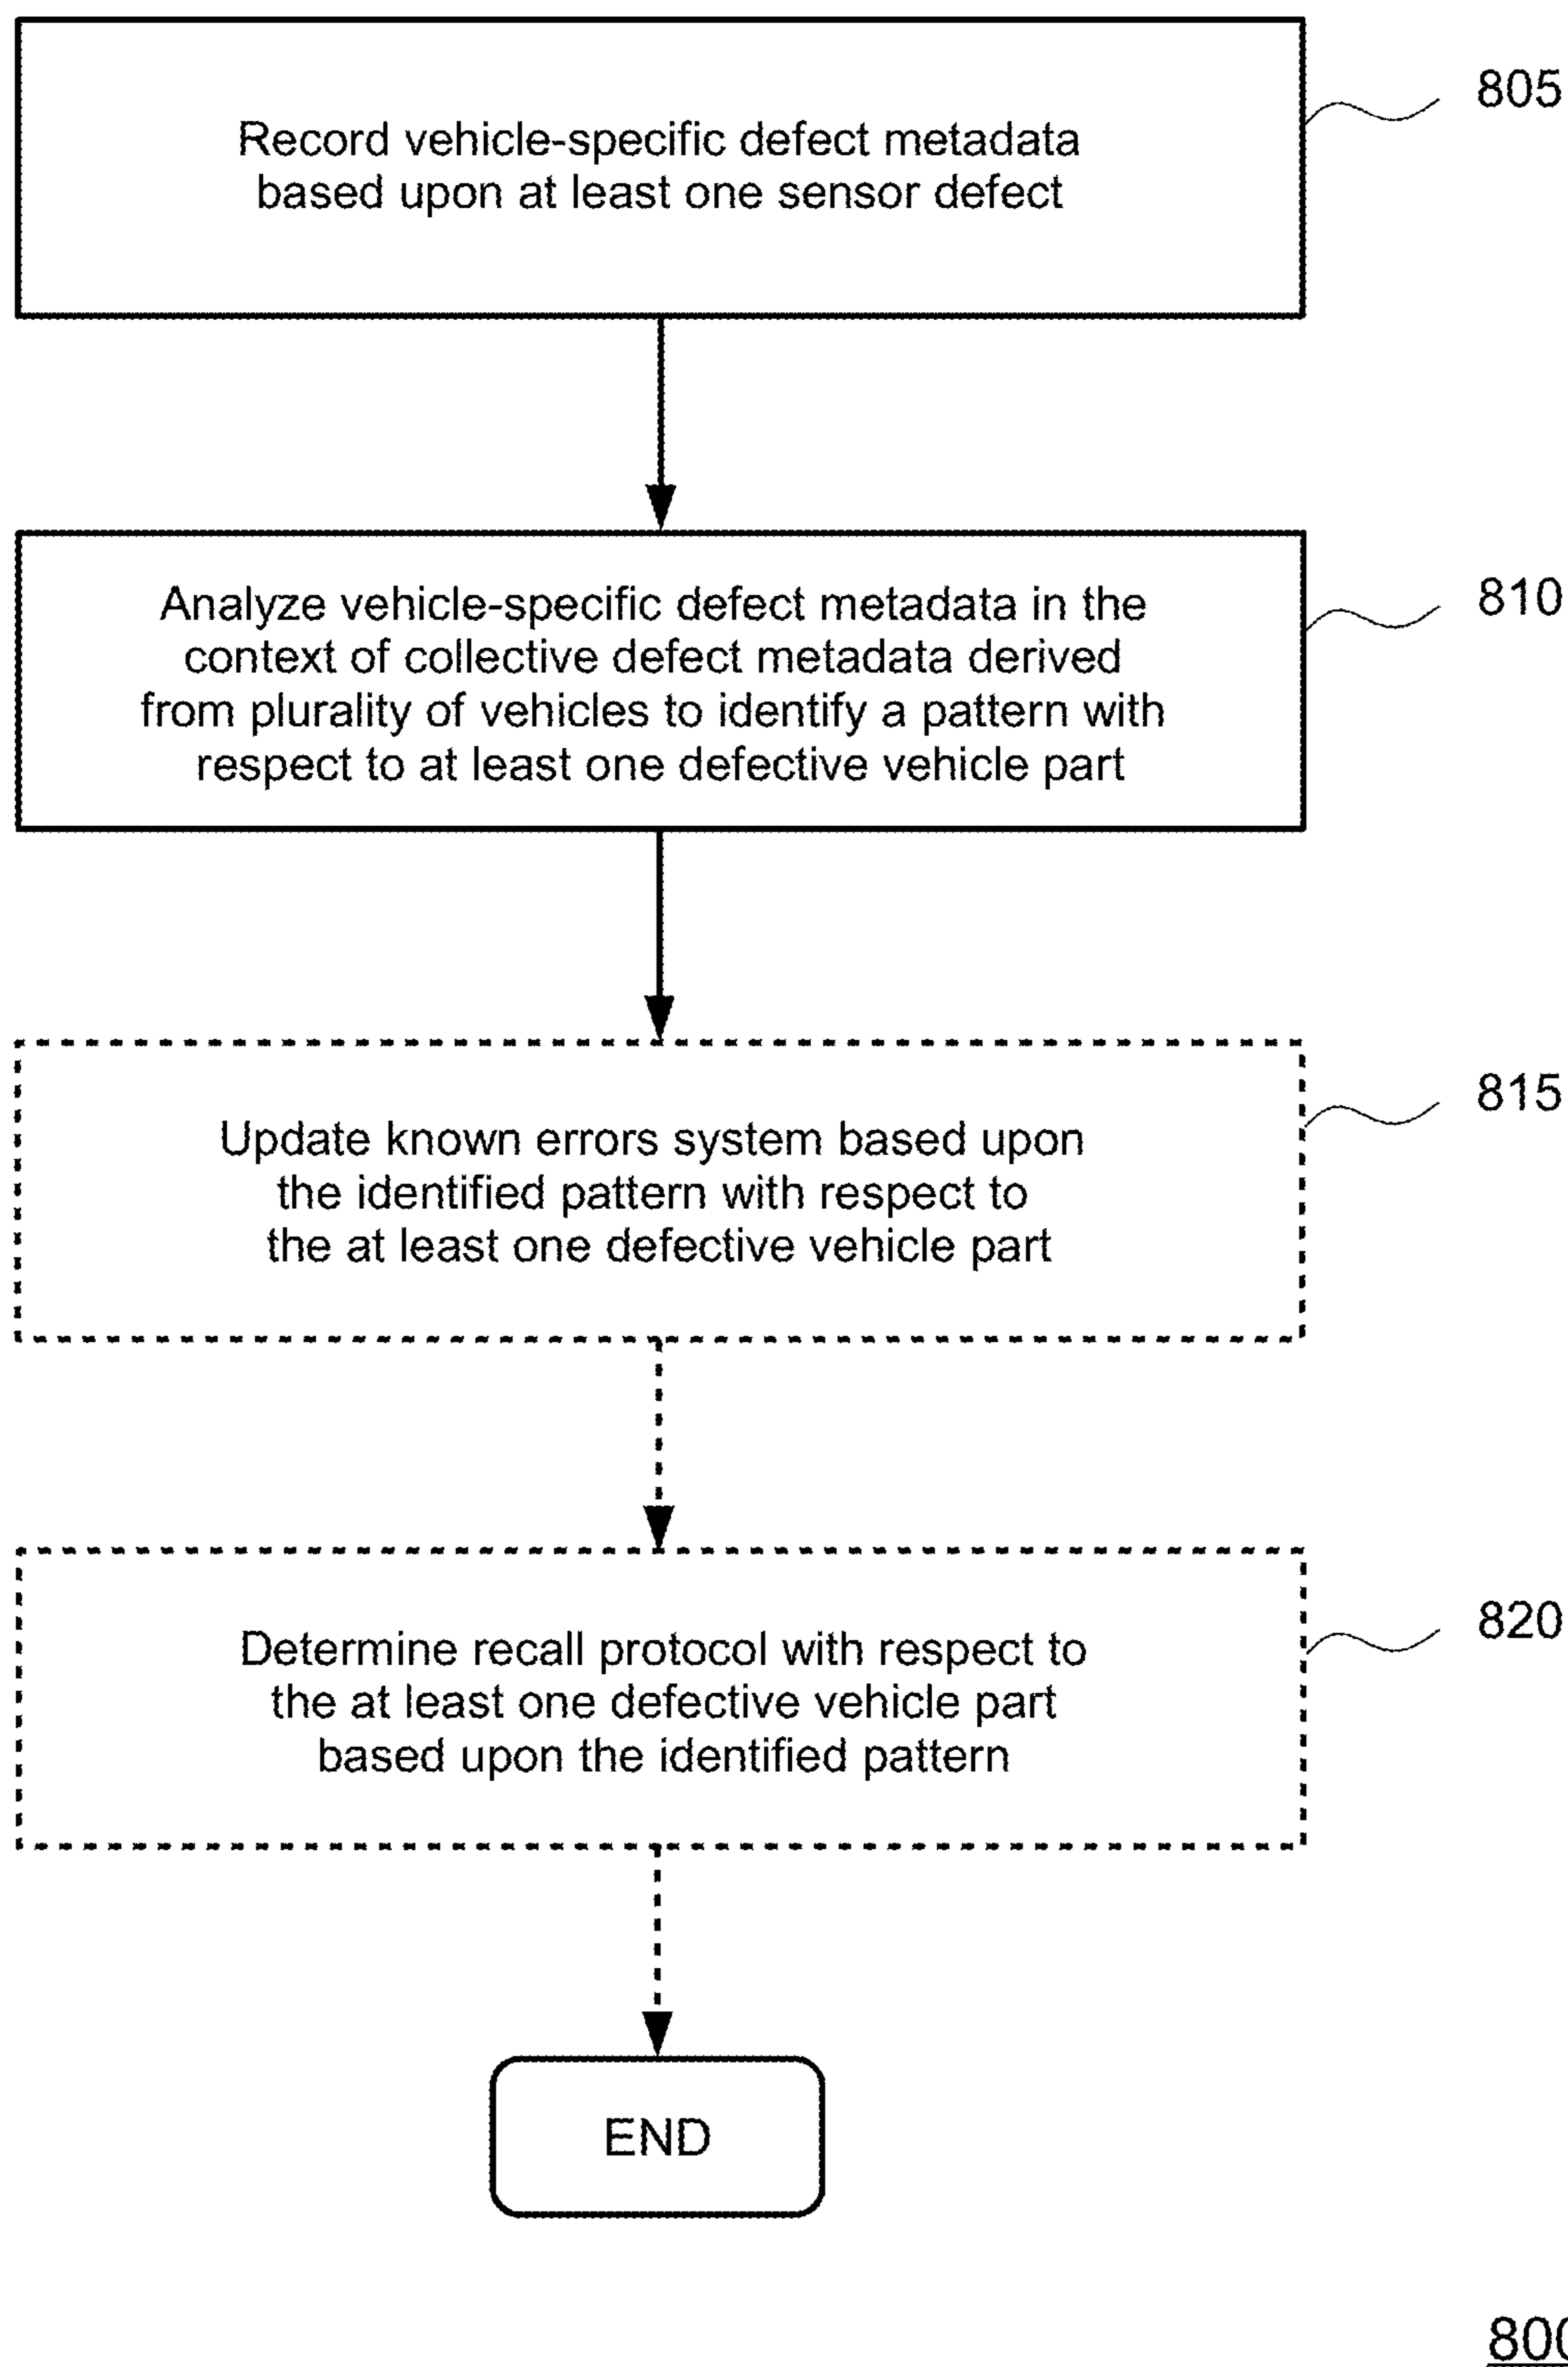 805
Record vehicle-specific defect metadata
based upon at least one sensor defect
810
Analyze vehicle-specific defect metadata in the
context of collective defect metadata derived
from plurality of vehicles to identify a pattern with
respect to at least one defective vehicle part
815
Update known errors system based upon
the identified pattern with respect to
the at least one defective vehicle part
820
Determine recall protocol with respect to
the at least one defective vehicle part
based upon the identified pattern
END
800